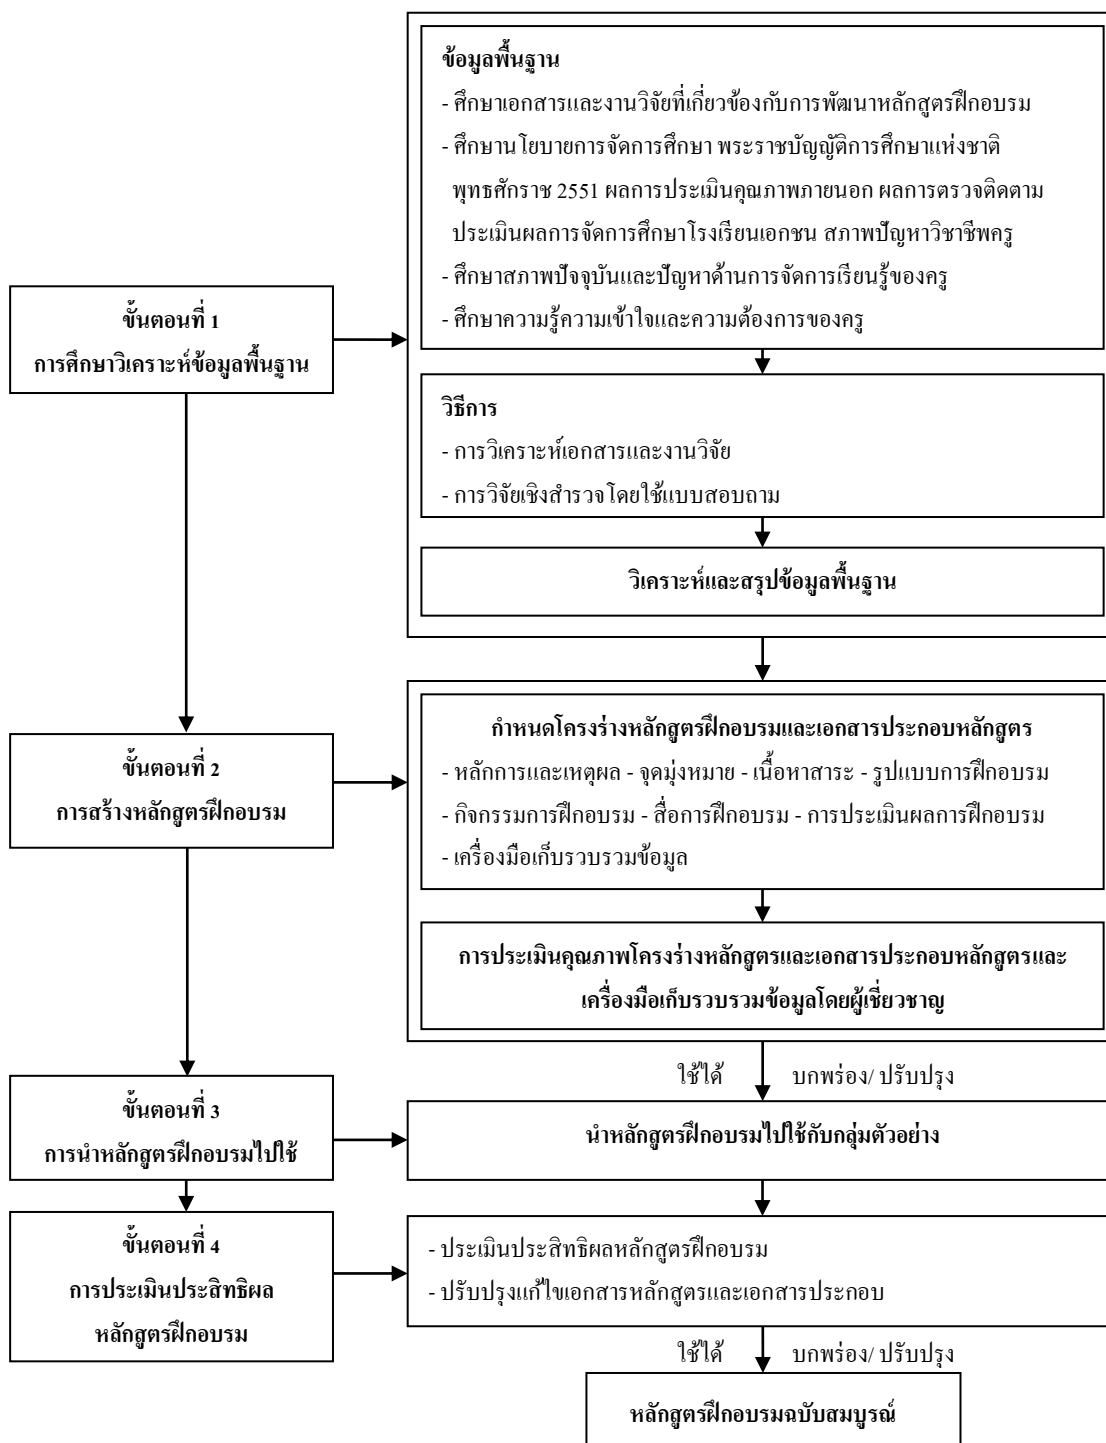 ข้อมูลพื้นฐาน
- ศึกษาเอกสารและงานวิจัยที่เกี่ยวข้องกับการพัฒนาหลักสูตรฝึกอบรม
- ศึกษานโยบายการจัดการศึกษา พระราชบัญญัติการศึกษาแห่งชาติ
พุทธศักราช 2551 ผลการประเมินคุณภาพภายนอก ผลการตรวจติดตาม
ประเมินผลการจัดการศึกษาโรงเรียนเอกชน สภาพปัญหาวิชาชีพครู
- ศึกษาสภาพปัจจุบันและปัญหาด้านการจัดการเรียนรู้ของครู
- ศึกษาความรู้ความเข้าใจและความต้องการของครู
ขั้นตอนที่ 1
การศึกษาวิเคราะห์ข้อมูลพื้นฐาน
วิธีการ
- การวิเคราะห์เอกสารและงานวิจัย
- การวิจัยเชิงสำรวจโดยใช้แบบสอบถาม
วิเคราะห์และสรุปข้อมูลพื้นฐาน
ขั้นตอนที่ 2
การสร้างหลักสูตรฝึกอบรม
กำหนดโครงร่างหลักสูตรฝึกอบรมและเอกสารประกอบหลักสูตร
- หลักการและเหตุผล - จุดมุ่งหมาย - เนื้อหาสาระ - รูปแบบการฝึกอบรม
- กิจกรรมการฝึกอบรม - สื่อการฝึกอบรม - การประเมินผลการฝึกอบรม
- เครื่องมือเก็บรวบรวมข้อมูล
การประเมินคุณภาพโครงร่างหลักสูตรและเอกสารประกอบหลักสูตรและ
เครื่องมือเก็บรวบรวมข้อมูลโดยผู้เชี่ยวชาญ
ใช้ได้ บกพร่อง/ ปรับปรุง
ขั้นตอนที่ 3
การนำหลักสูตรฝึกอบรมไปใช้
นำหลักสูตรฝึกอบรมไปใช้กับกลุ่มตัวอย่าง
ขั้นตอนที่ 4
การประเมินประสิทธิผล
หลักสูตรฝึกอบรม
- ประเมินประสิทธิผลหลักสูตรฝึกอบรม
- ปรับปรุงแก้ไขเอกสารหลักสูตรและเอกสารประกอบ
ใช้ได้ บกพร่อง/ ปรับปรุง
หลักสูตรฝึกอบรมฉบับสมบูรณ์